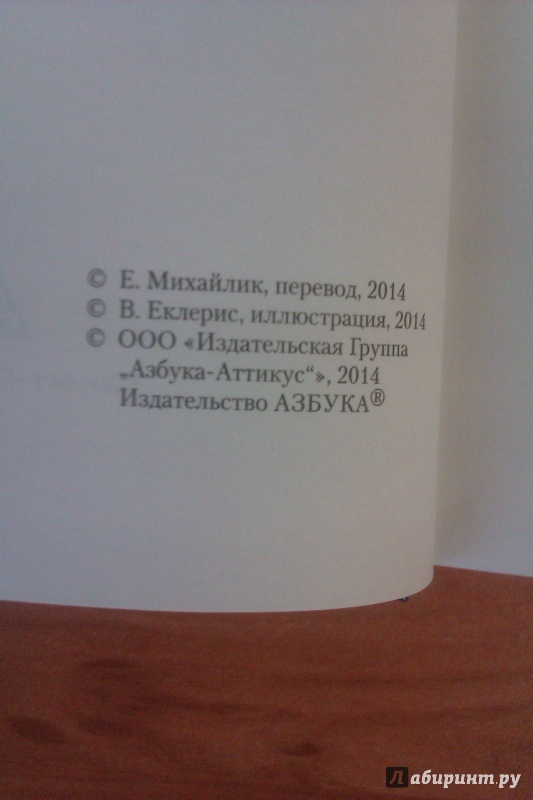 © Е. Михайлик, перевод, 2014
© В. Еклерис, иллюстрация, 2014
© ООО «Издательская Группа
„Азбука-Аттикус“», 2014
Издательство АЗБУКА®
Лабиринт.ру